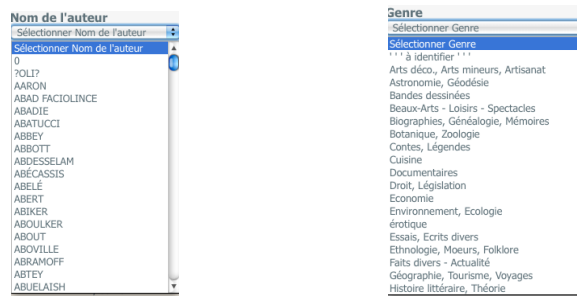 Nom de l'auteur
Sélectionner Nom de l'auteur
Sélectionner Nom de l'auteur
0
?OLI?
AARON
ABAD FACIOLINCE
ABADIE
ABATUCCI
ABBEY
ABBOTT
ABDESSELAM
ABÉCASSIS
ABELÉ
ABERT
ABIKER
ABOULKER
ABOUT
ABOVILLE
ABRAMOFF
ABTEY
ABUELAISH
Genre
Sélectionner Genre
Sélectionner Genre
' ' ' à identifier ' ' '
Arts déco., Arts mineurs, Artisanat
Astronomie, Géodésie
Bandes dessinées
Beaux-Arts - Loisirs - Spectacles
Biographies, Généalogie, Mémoires
Botanique, Zoologie
Contes, Légendes
Cuisine
Documentaires
Droit, Législation
Economie
Environnement, Ecologie
érotique
Essais, Ecrits divers
Ethnologie, Moeurs, Folklore
Faits divers - Actualité
Géographie, Tourisme, Voyages
Histoire littéraire, Théorie